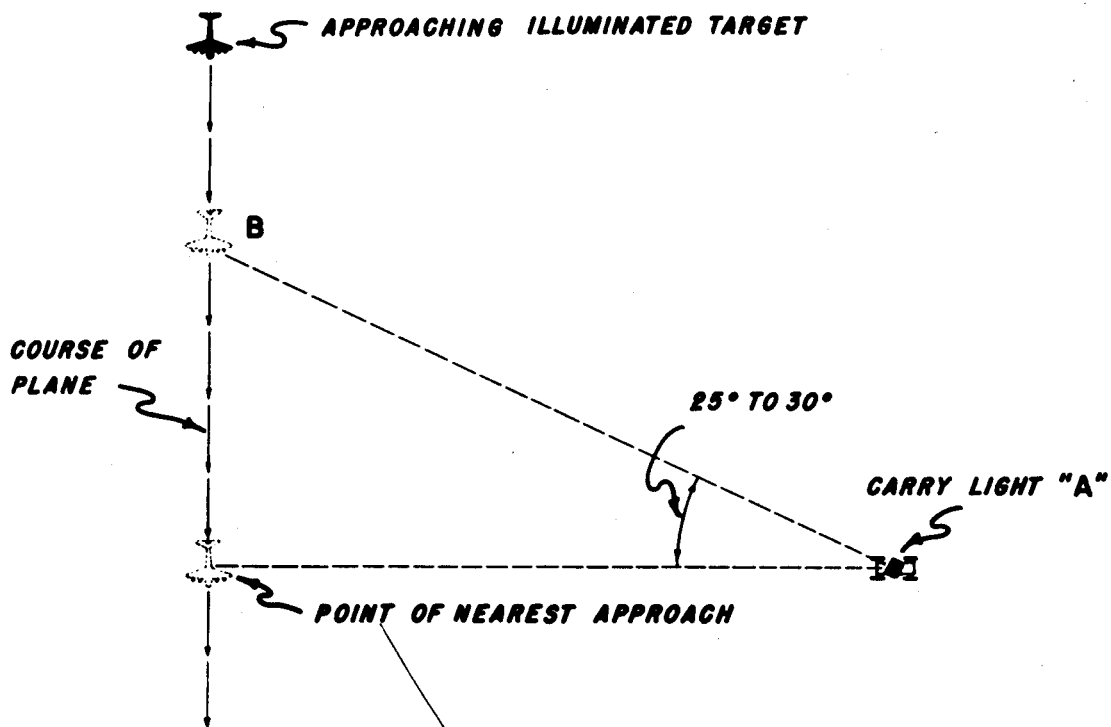 APPROACHING ILLUMINATED TARGET
B
COURSE OF
PLANE
25° TO 30°
CARRY LIGHT "A"
POINT OF NEAREST APPROACH